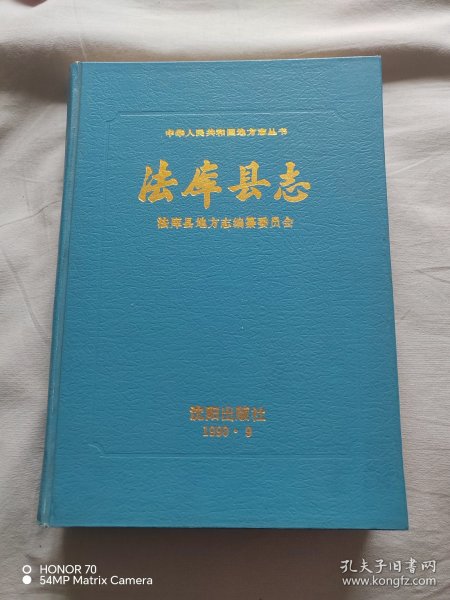 中华人民共和国地方志丛书
法库县志
法库县地方志编纂委员会
沈阳出版社
1990·9
HONOR 70
54MP Matrix Camera
孔夫子旧书网
www.kongfz.com